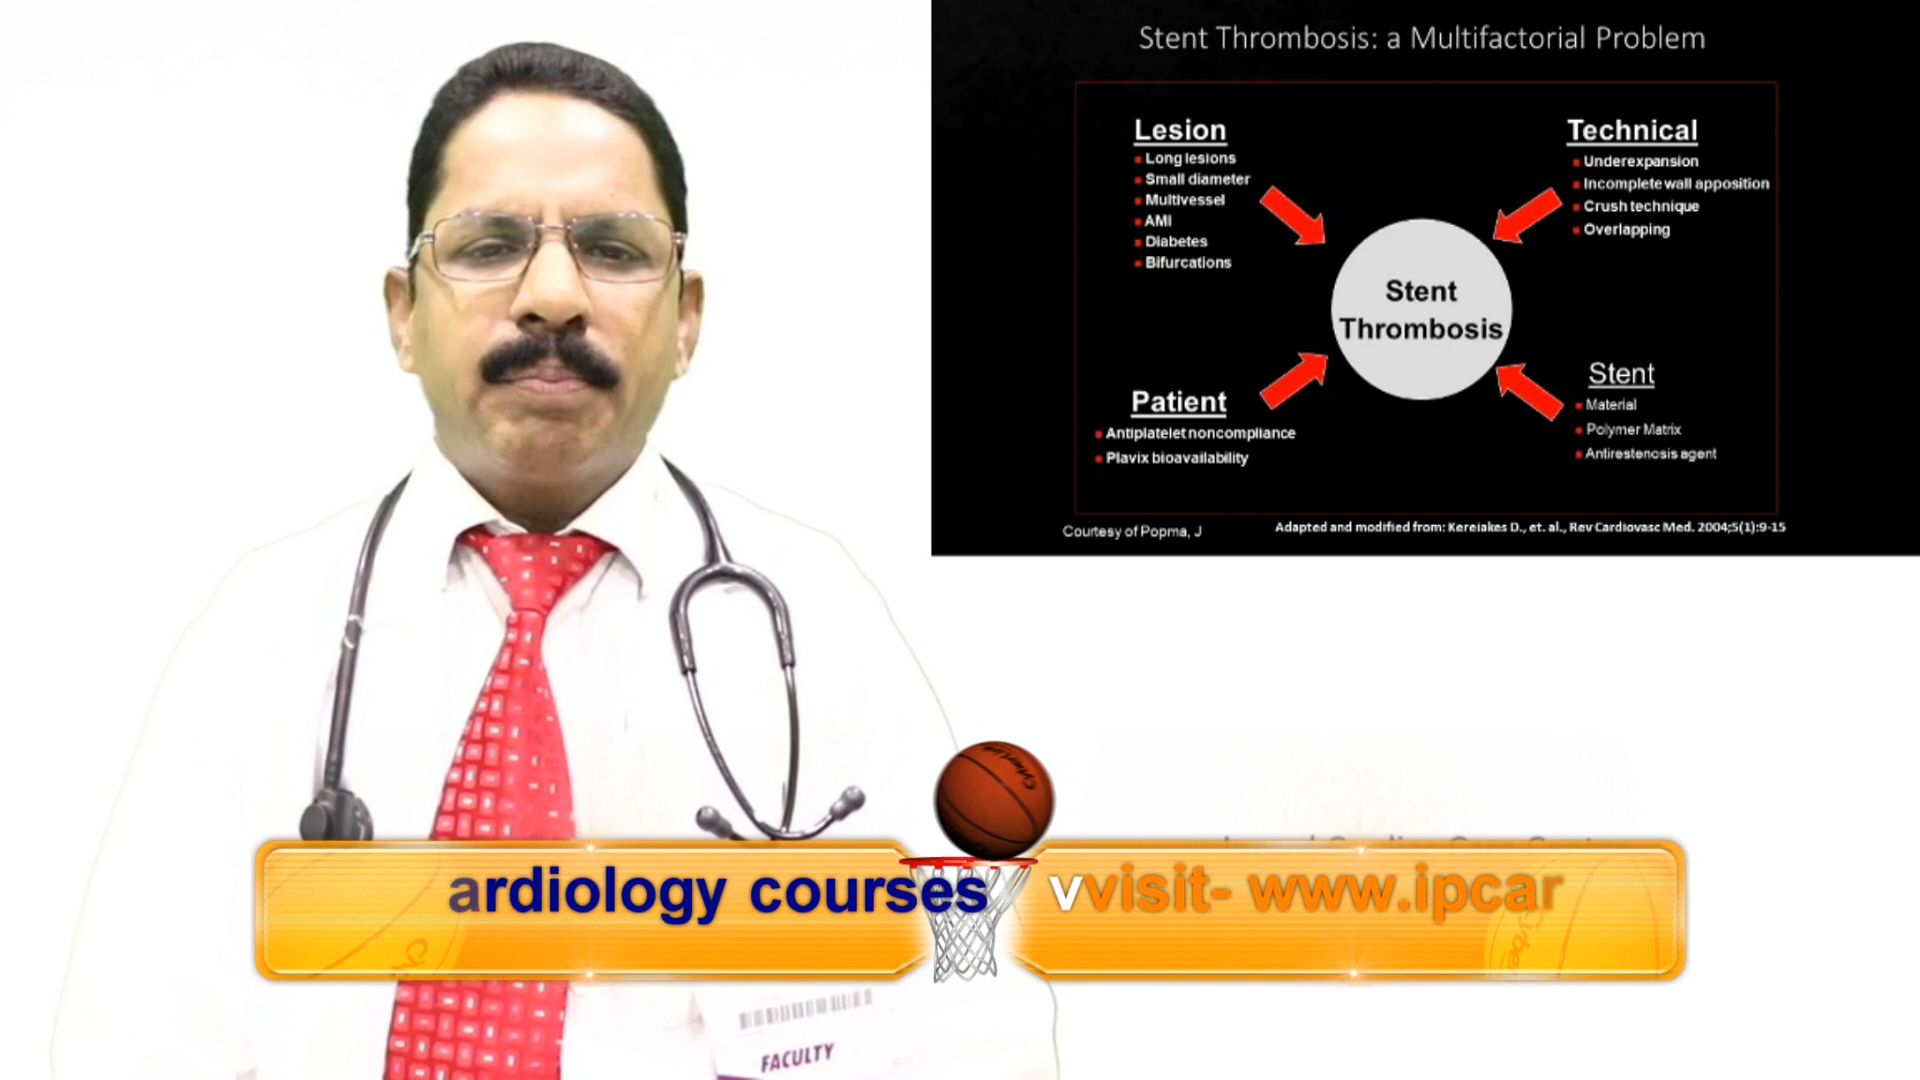 Stent Thrombosis: a Multifactorial Problem
Lesion
Long lesions
Small diameter
Multivessel
AMI
Diabetes
Bifurcations
Technical
Underexpansion
Incomplete wall apposition
Crush technique
Overlapping
Stent
Thrombosis
Patient
Antiplatelet noncompliance
Plavix bioavailability
Stent
Material
Polymer Matrix
Antirestenosis agent
Courtesy of Popma, J
Adapted and modified from: Kereiakes D., et. al., Rev Cardiovasc Med. 2004;5(1):9-15
CyberLink
ardiology courses vvisit- www.ipcar
FACULTY